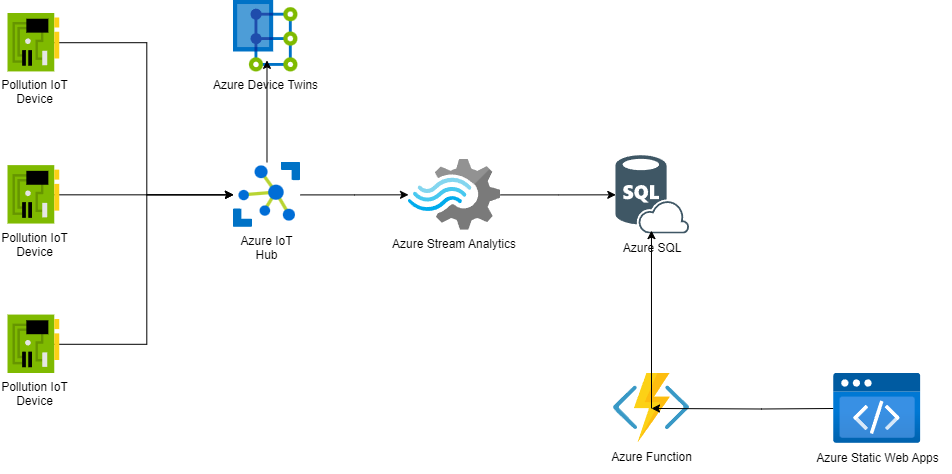 Pollution IoT
Device
Azure Device Twins
Pollution IoT
Device
Azure IoT
Hub
Azure Stream Analytics
SQL
Azure SQL
Pollution IoT
Device
Azure Function
Azure Static Web Apps